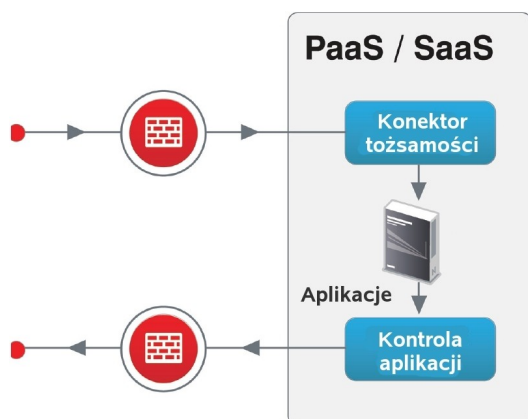 PaaS / SaaS
Konektor
tożsamości
Aplikacje
Kontrola
aplikacji